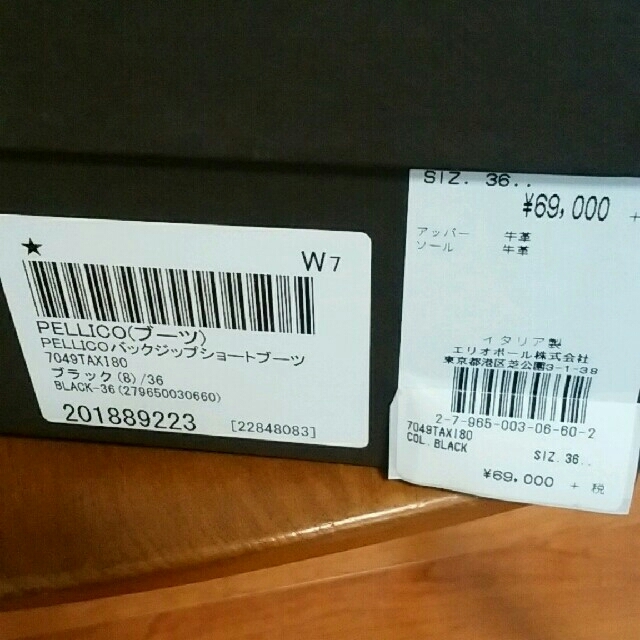 ★
W7
PELLICO(ブーツ)
PELLICOバックジップショートブーツ
7049TAXI80
ブラック(8)/36
BLACK-36(279650030660)
201889223 [22848083]
SIZ. 36..
¥69,000 +
アッパー 牛革
ソール 牛革
イタリア製
エリオポール株式会社
東京都港区芝公園3-1-38
2-7-965-003-06-60-2
7049TAXI80
COL.BLACK SIZ.36..
¥69,000 + 税